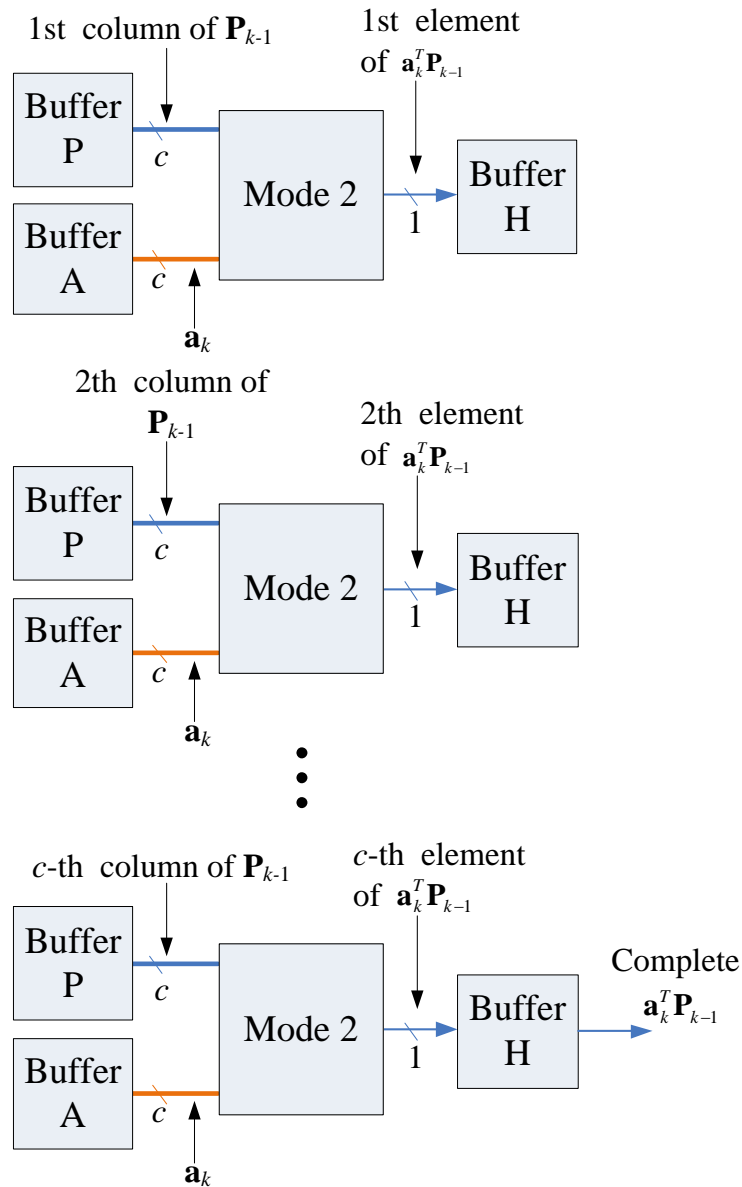 1st column of P_{k-1}
1st element
of a_k^T P_{k-1}
Buffer
P
c
Mode 2
1
Buffer
H
Buffer
A
c
a_k
2th column of
P_{k-1}
2th element
of a_k^T P_{k-1}
Buffer
P
c
Mode 2
1
Buffer
H
Buffer
A
c
a_k
c-th column of P_{k-1}
c-th element
of a_k^T P_{k-1}
Buffer
P
c
Mode 2
1
Buffer
H
Complete
a_k^T P_{k-1}
Buffer
A
c
a_k